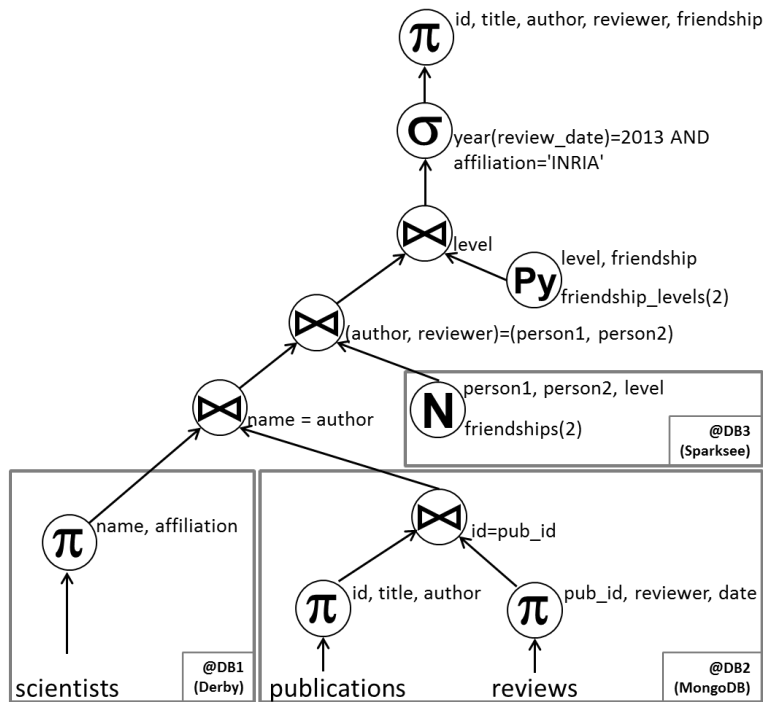 π
id, title, author, reviewer, friendship
σ
year(review_date)=2013 AND
affiliation='INRIA'
⋈
level
Py
level, friendship
friendship_levels(2)
⋈
(author, reviewer)=(person1, person2)
N
person1, person2, level
friendships(2)
@DB3
(Sparksee)
⋈
name = author
π
name, affiliation
⋈
id=pub_id
π
id, title, author
π
pub_id, reviewer, date
scientists
@DB1
(Derby)
publications
reviews
@DB2
(MongoDB)